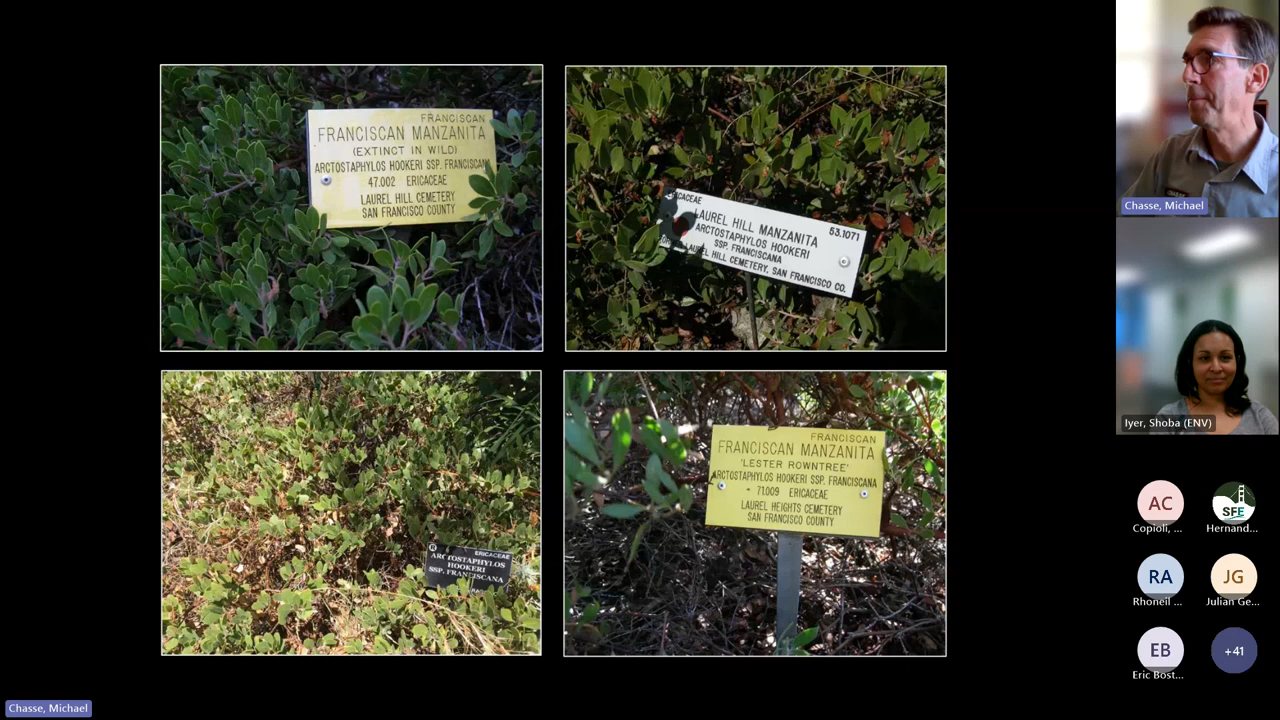 FRANCISCAN
FRANCISCAN MANZANITA
(EXTINCT IN WILD)
ARCTOSTAPHYLOS HOOKERI SSP. FRANCISCAN
47.002 ERICACEAE
LAUREL HILL CEMETERY
SAN FRANCISCO COUNTY
53.1071
LAUREL HILL MANZANITA
ARCTOSTAPHYLOS HOOKERI
SSP. FRANCISCANA
LAUREL HILL CEMETERY, SAN FRANCISCO CO.
ERICACEAE
ARCTOSTAPHYLOS
HOOKERI
SSP. FRANCISCANA
FRANCISCAN
FRANCISCAN MANZANITA
'LESTER ROWNTREE'
ARCTOSTAPHYLOS HOOKERI SSP. FRANCISCANA
71.009 ERICACEAE
LAUREL HEIGHTS CEMETERY
SAN FRANCISCO COUNTY
Chasse, Michael
Iyer, Shoba (ENV)
AC
Copioli, ...
SFE
Hernand...
RA
Rhoneil ...
JG
Julian Ge...
EB
Eric Bost...
+41
Chasse, Michael